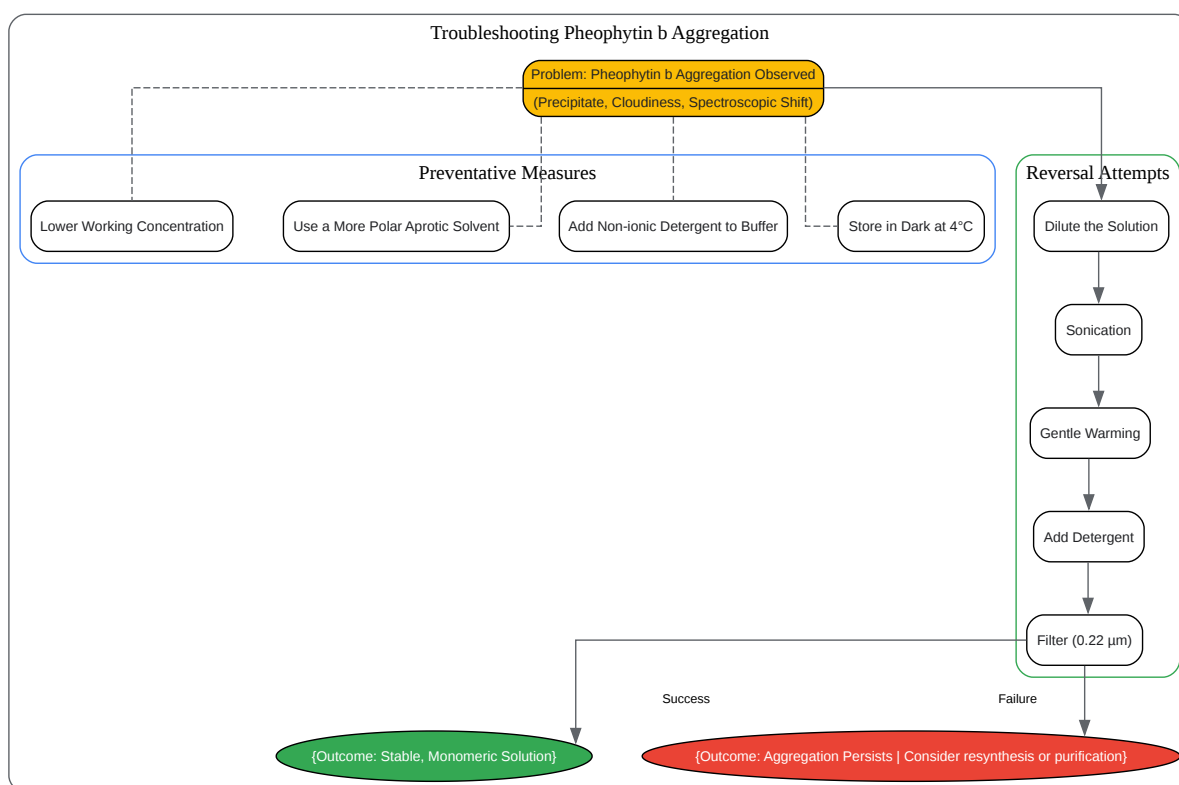 Troubleshooting Pheophytin b Aggregation
Problem: Pheophytin b Aggregation Observed
(Precipitate, Cloudiness, Spectroscopic Shift)
Preventative Measures
Reversal Attempts
Lower Working Concentration
Use a More Polar Aprotic Solvent
Add Non-ionic Detergent to Buffer
Store in Dark at 4°C
Dilute the Solution
Sonication
Gentle Warming
Add Detergent
Filter (0.22 µm)
Success
Failure
{Outcome: Stable, Monomeric Solution}
{Outcome: Aggregation Persists | Consider resynthesis or purification}